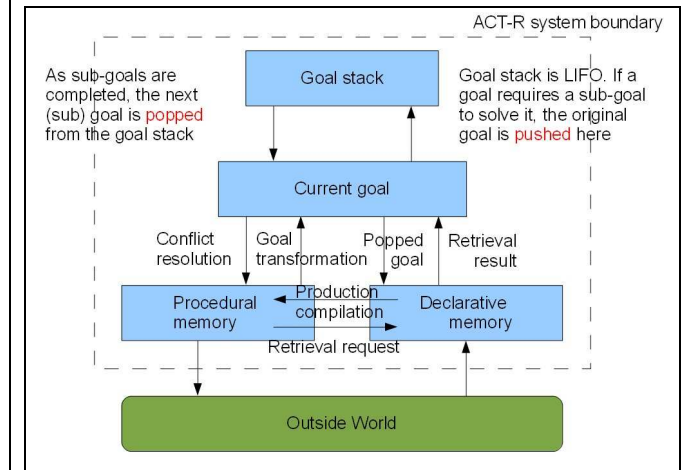 ACT-R system boundary
As sub-goals are
completed, the next
(sub) goal is popped
from the goal stack
Goal stack
Goal stack is LIFO. If a
goal requires a sub-goal
to solve it, the original
goal is pushed here
Current goal
Conflict
resolution
Goal
transformation
Popped
goal
Retrieval
result
Procedural
memory
Production
compilation
Declarative
memory
Retrieval request
Outside World